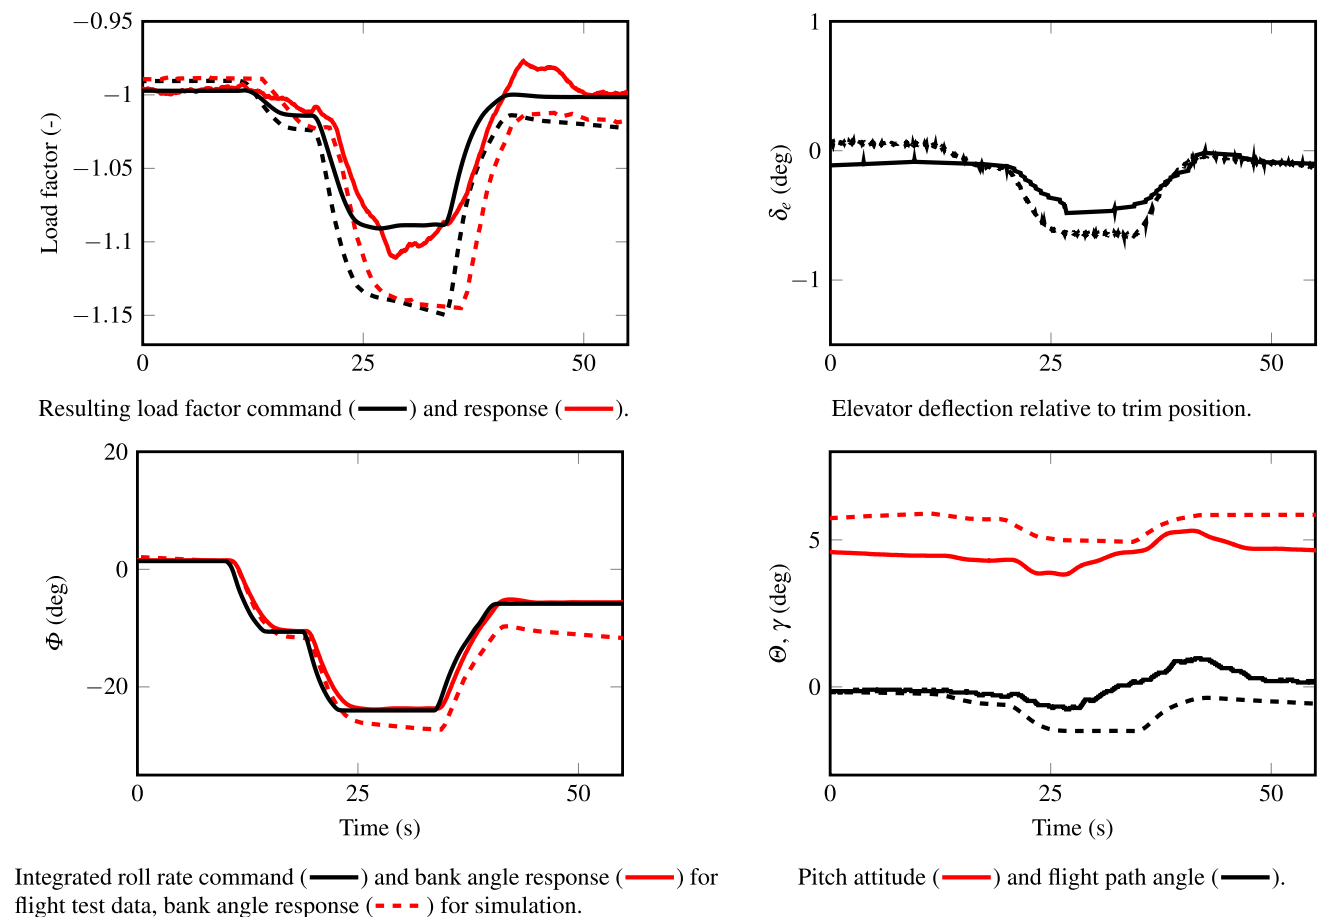 −0.95
−1
−1.05
−1.1
−1.15
Load factor (-)
0 25 50
Resulting load factor command ( ) and response ( ).
1
0
−1
δe (deg)
0 25 50
Elevator deflection relative to trim position.
20
0
−20
Φ (deg)
0 25 50
Time (s)
Integrated roll rate command ( ) and bank angle response ( ) for
flight test data, bank angle response ( ) for simulation.
5
0
Θ, γ (deg)
0 25 50
Time (s)
Pitch attitude ( ) and flight path angle ( ).